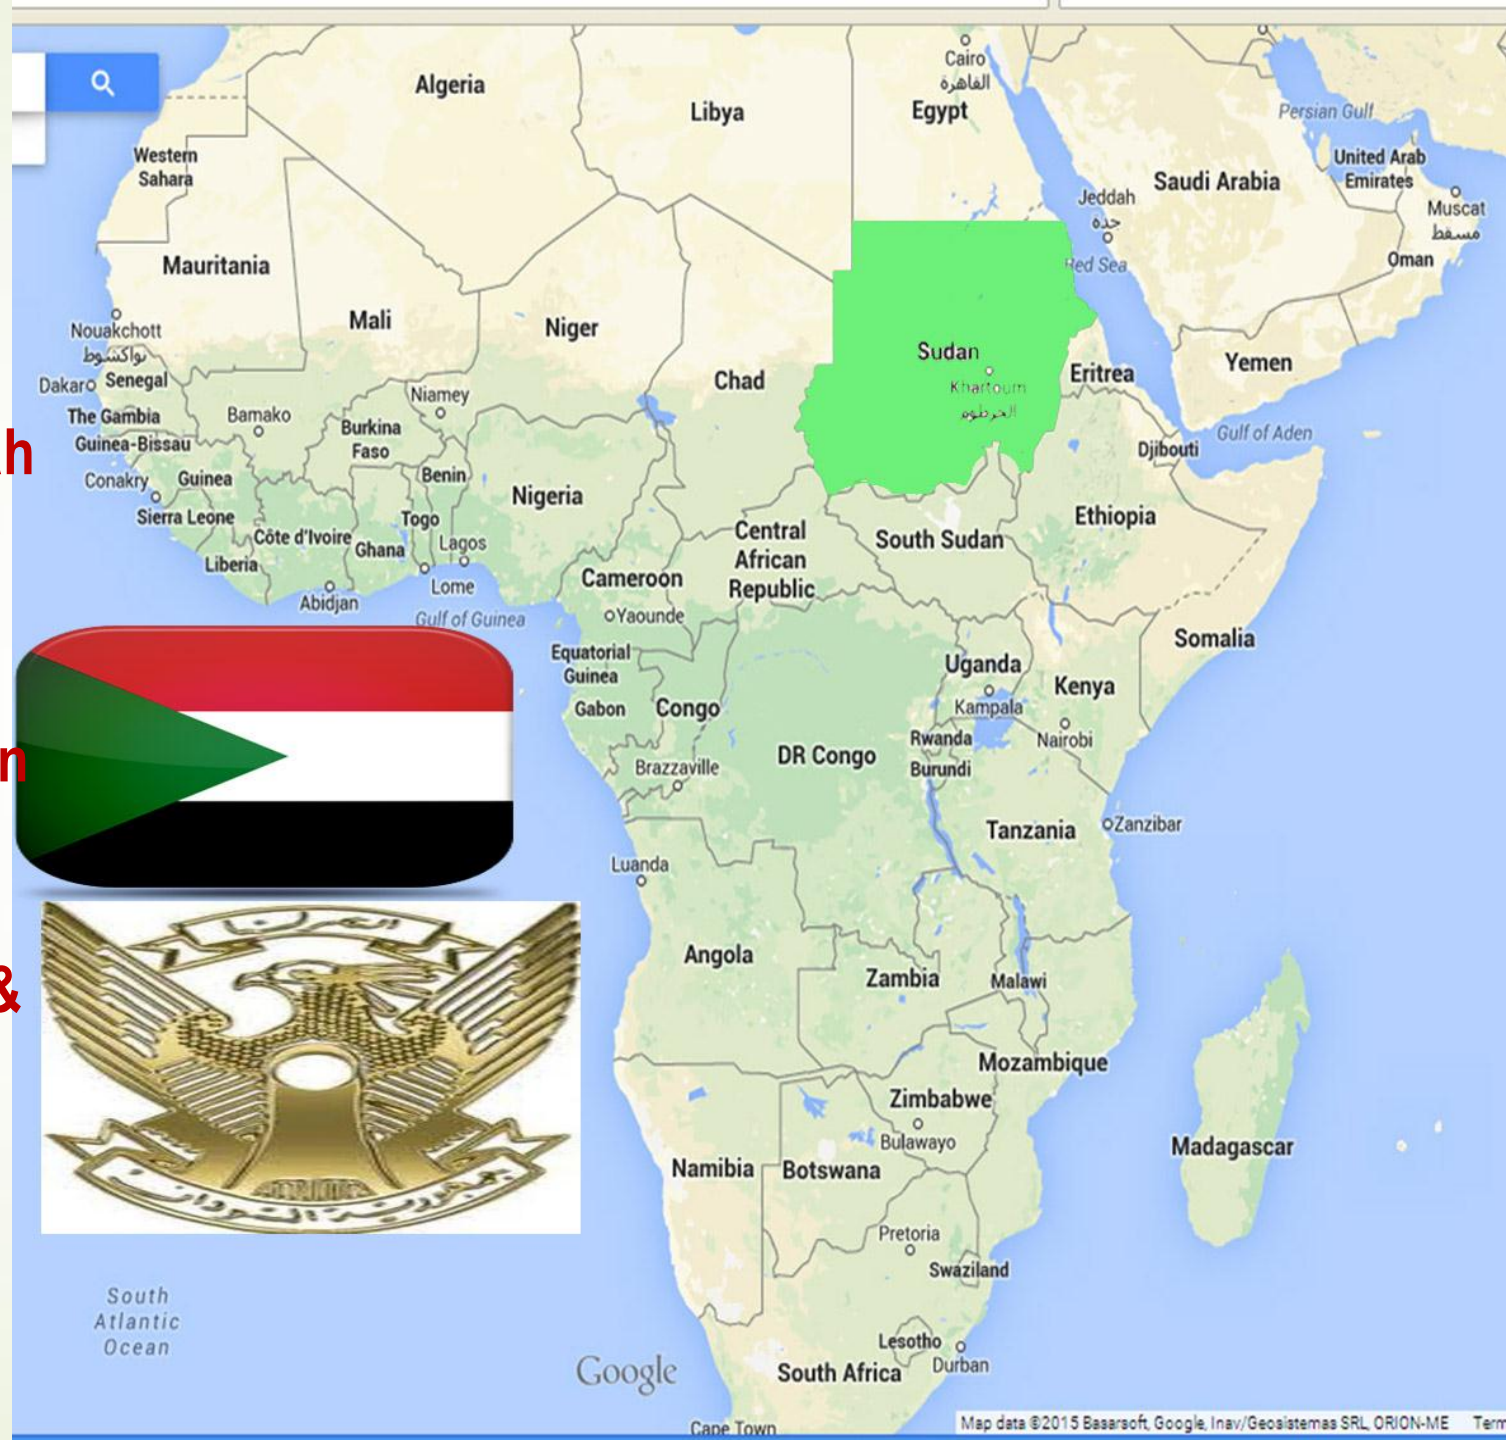 Cairo
القاهرة
Algeria
Libya
Egypt
Persian Gulf
Western
Sahara
United Arab
Emirates
Saudi Arabia
Jeddah
جدة
Muscat
مسقط
Mauritania
Red Sea
Oman
Mali
Niger
Nouakchott
نواكشوط
Sudan
Khartoum
الخرطوم
Yemen
Chad
Eritrea
Dakar
Senegal
Niamey
The Gambia
Bamako
Burkina
Faso
Guinea-Bissau
Gulf of Aden
Djibouti
h
Conakry
Guinea
Benin
Nigeria
Sierra Leone
Togo
Ethiopia
Côte d'Ivoire
Ghana
Lagos
Central
African
Republic
South Sudan
Liberia
Lome
Cameroon
Abidjan
Gulf of Guinea
Yaounde
Somalia
Equatorial
Guinea
Uganda
Kenya
Gabon
Congo
Kampala
Rwanda
Nairobi
n
Brazzaville
DR Congo
Burundi
Tanzania
Zanzibar
Luanda
النصر لنا
Angola
Zambia
Malawi
&
Mozambique
Zimbabwe
Bulawayo
Madagascar
Namibia
Botswana
جمهورية السودان
Pretoria
Swaziland
South
Atlantic
Ocean
Lesotho
Durban
Google
South Africa
Cape Town
Map data ©2015 Basarsoft, Google, Inav/Geosistemas SRL, ORION-ME Term